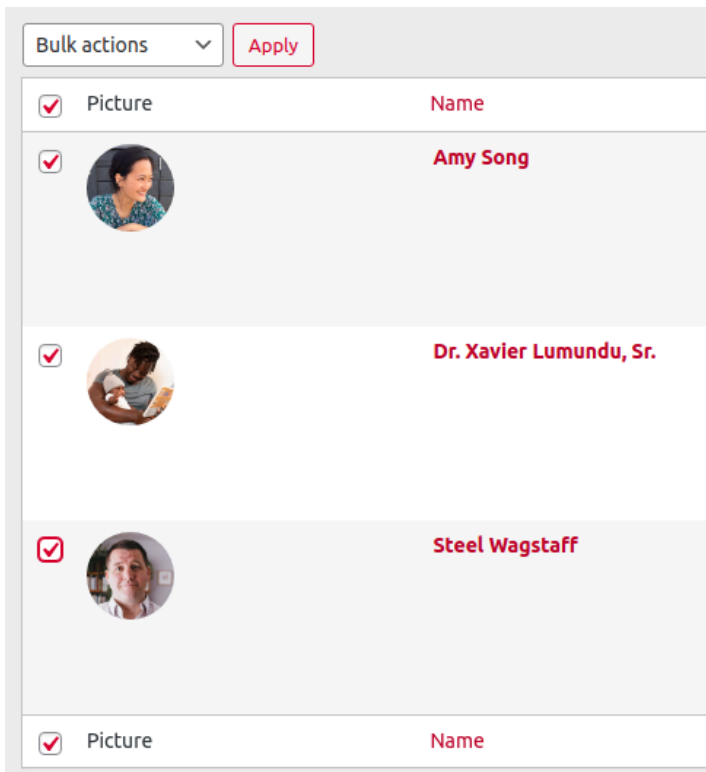 Bulk actions Apply
Picture Name
Amy Song
Dr. Xavier Lumundu, Sr.
Steel Wagstaff
Picture Name